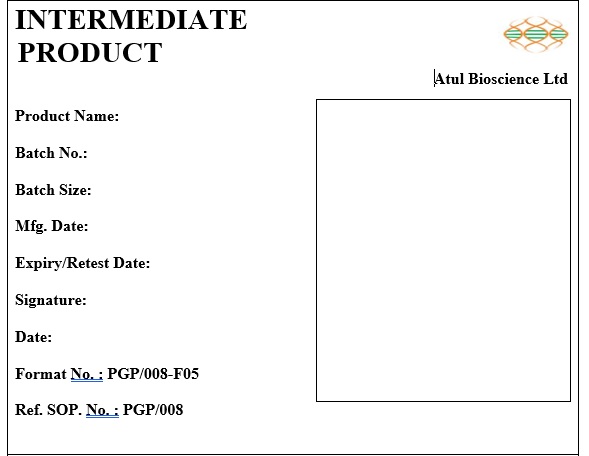 INTERMEDIATE
PRODUCT
Atul Bioscience Ltd
Product Name:
Batch No.:
Batch Size:
Mfg. Date:
Expiry/Retest Date:
Signature:
Date:
Format No. : PGP/008-F05
Ref. SOP. No. : PGP/008